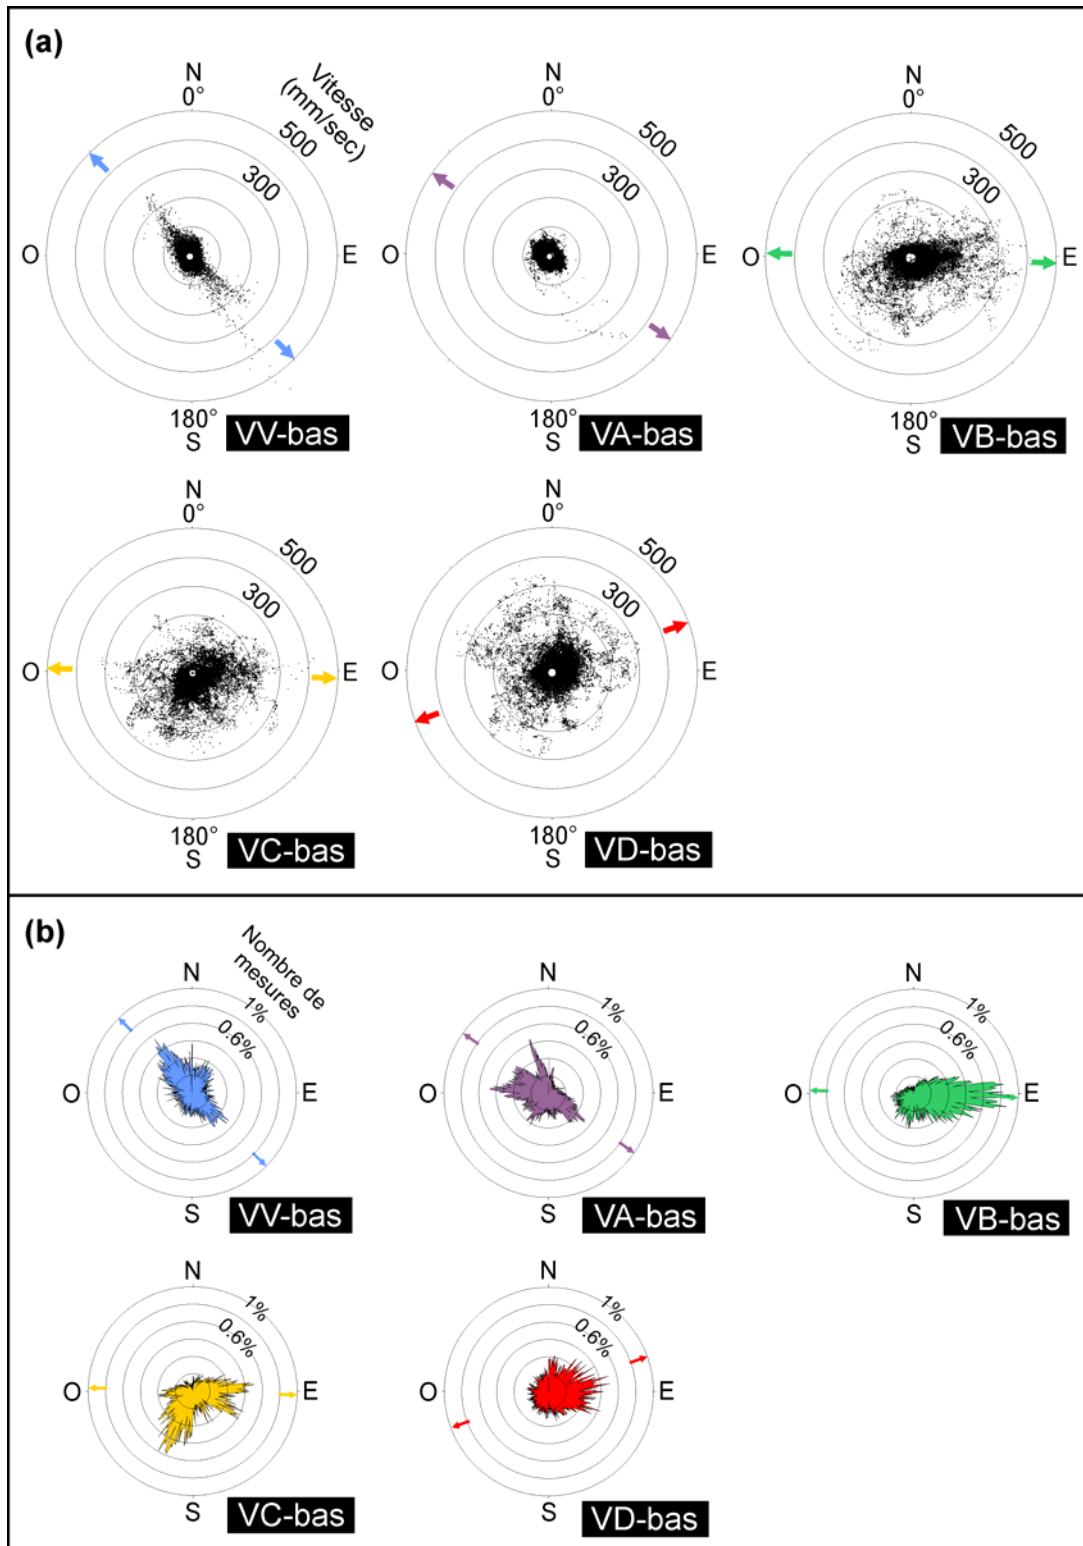 (a)
N
0°
Vitesse
(mm/sec)
500
300
O
E
180°
S
VV-bas
N
0°
500
300
O
E
180°
S
VA-bas
N
0°
500
300
O
E
180°
S
VB-bas
N
0°
500
300
O
E
180°
S
VC-bas
N
0°
500
300
O
E
180°
S
VD-bas
(b)
N
Nombre de
mesures
1%
0.6%
O
E
S
VV-bas
N
1%
0.6%
O
E
S
VA-bas
N
1%
0.6%
O
E
S
VB-bas
N
1%
0.6%
O
E
S
VC-bas
N
1%
0.6%
O
E
S
VD-bas